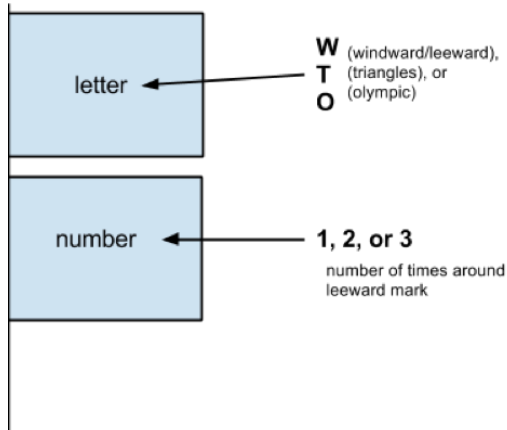 letter
W (windward/leeward),
T (triangles), or
O (olympic)
number
1, 2, or 3
number of times around
leeward mark